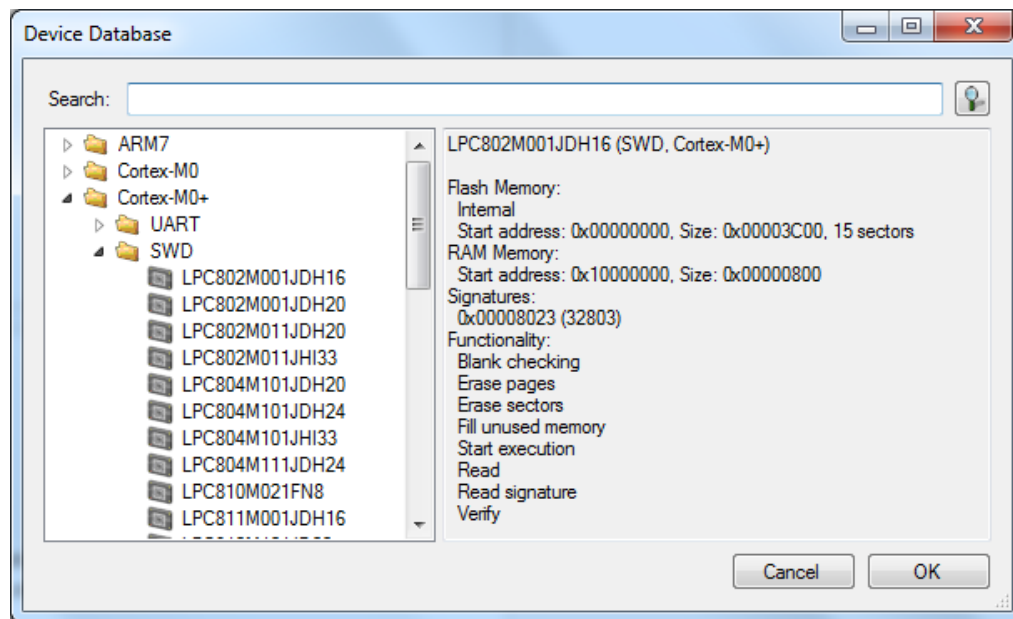 Device Database
Search:
ARM7
Cortex-M0
Cortex-M0+
UART
SWD
LPC802M001JDH16
LPC802M001JDH20
LPC802M011JDH20
LPC802M011JHI33
LPC804M101JDH20
LPC804M101JDH24
LPC804M101JHI33
LPC804M111JDH24
LPC810M021FN8
LPC811M001JDH16
LPC802M001JDH16 (SWD, Cortex-M0+)
Flash Memory:
Internal
Start address: 0x00000000, Size: 0x00003C00, 15 sectors
RAM Memory:
Start address: 0x10000000, Size: 0x00000800
Signatures:
0x00008023 (32803)
Functionality:
Blank checking
Erase pages
Erase sectors
Fill unused memory
Start execution
Read
Read signature
Verify
Cancel
OK